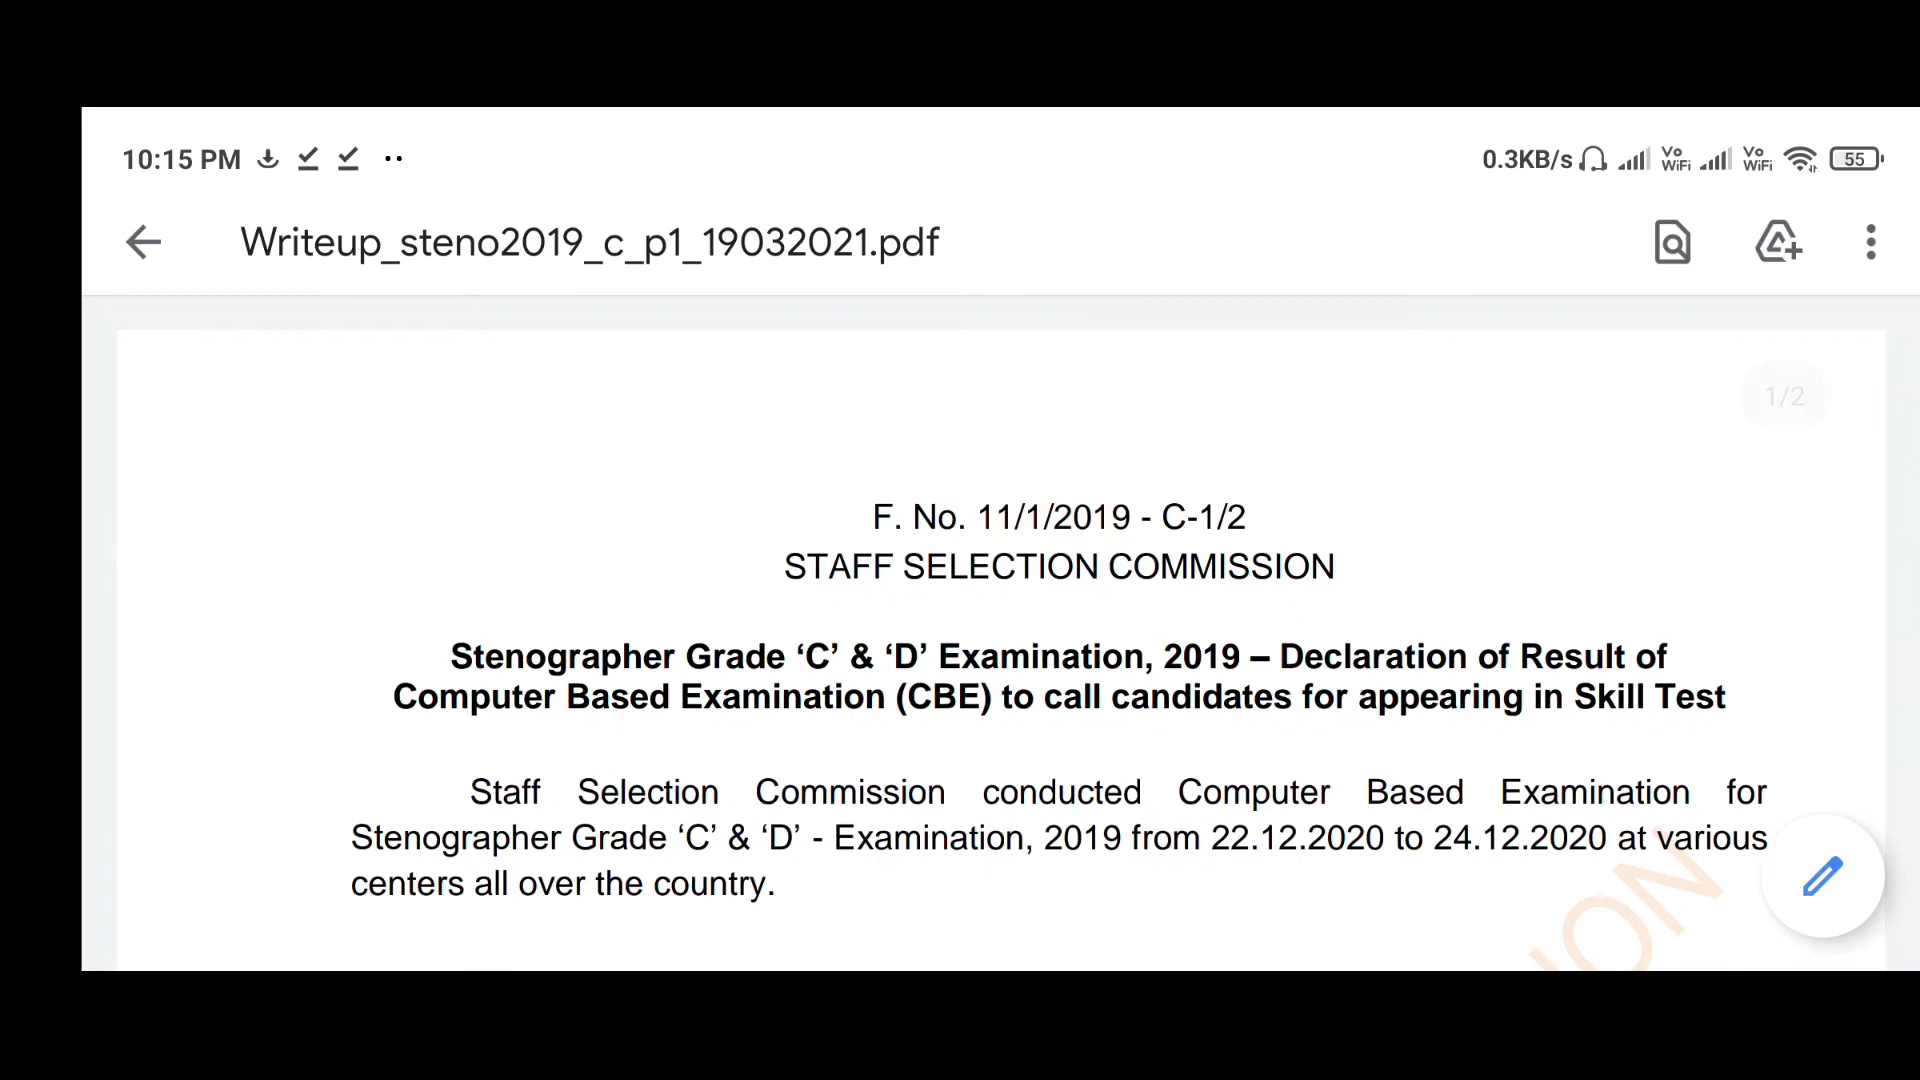 10:15 PM
0.3KB/s Vo WiFi Vo WiFi 55
Writeup_steno2019_c_p1_19032021.pdf
1/2
F. No. 11/1/2019 - C-1/2
STAFF SELECTION COMMISSION
Stenographer Grade ‘C’ & ‘D’ Examination, 2019 – Declaration of Result of
Computer Based Examination (CBE) to call candidates for appearing in Skill Test
Staff Selection Commission conducted Computer Based Examination for
Stenographer Grade ‘C’ & ‘D’ - Examination, 2019 from 22.12.2020 to 24.12.2020 at various
centers all over the country.